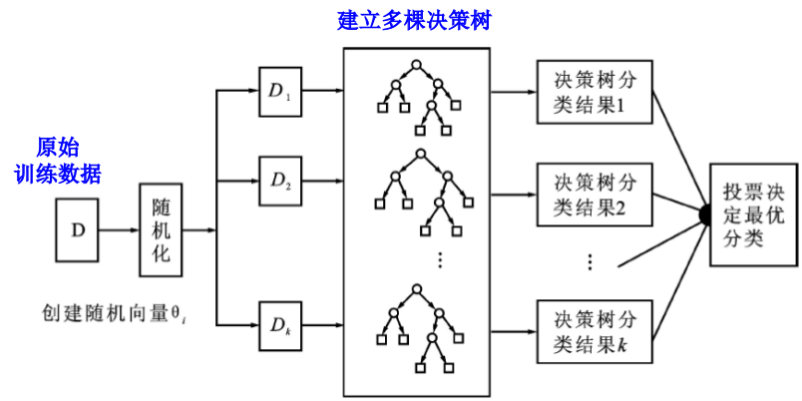 建立多棵决策树
原始
训练数据
D
随
机
化
创建随机向量θi
D1
D2
Dk
⋮
决策树分
类结果1
决策树分
类结果2
⋮
决策树分
类结果k
投票决
定最优
分类